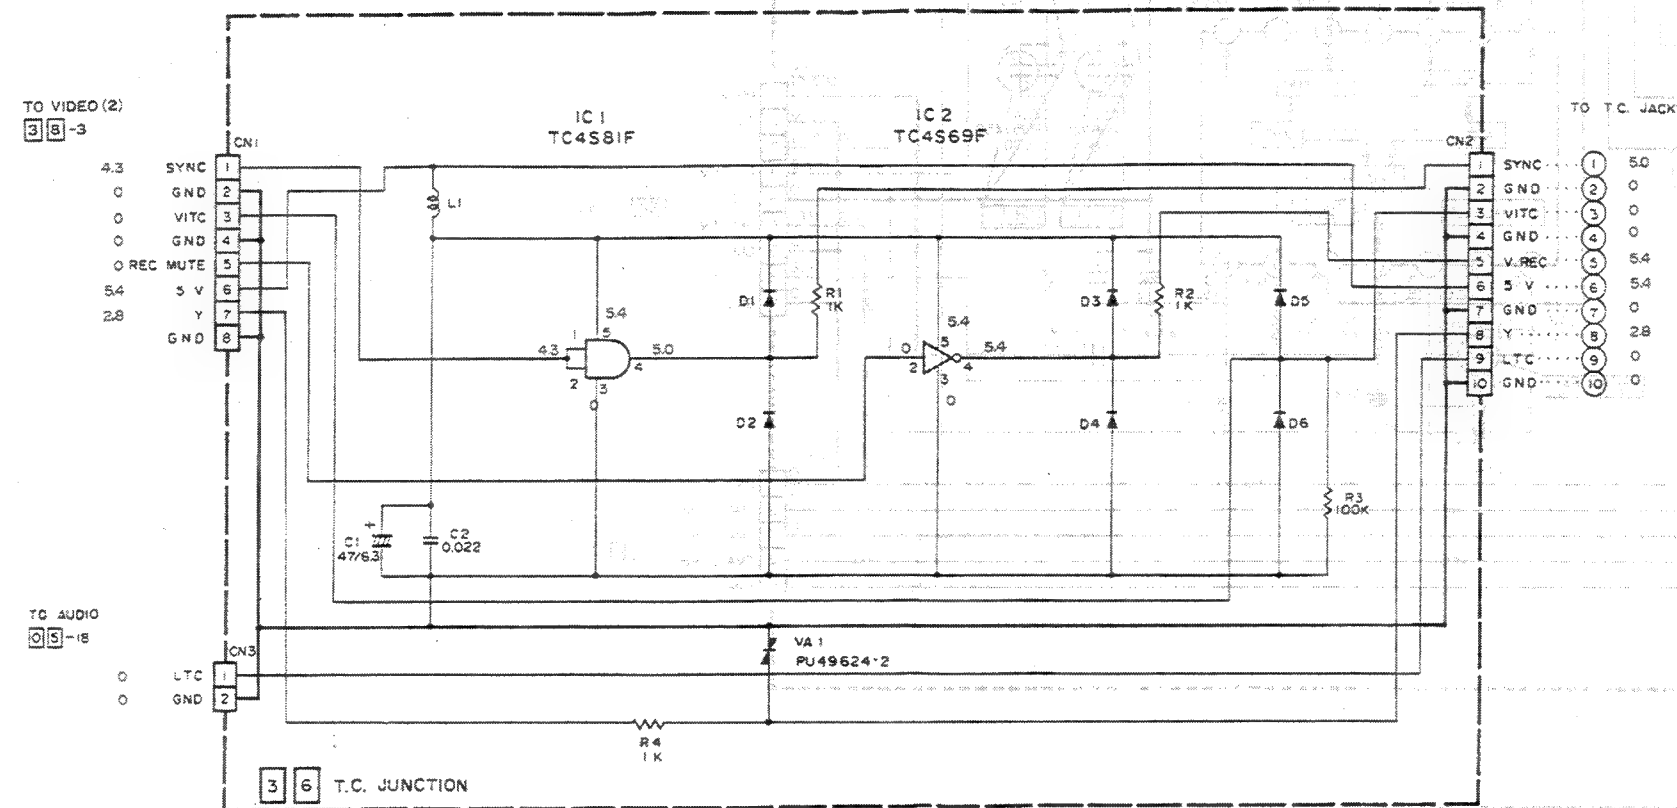 TO VIDEO (2)
3 8 -3
IC 1
TC4S81F
IC 2
TC4S69F
TO T.C. JACK
CN1
4.3 SYNC 1
0 GND 2
0 VITC 3
0 GND 4
0 REC MUTE 5
5.4 5 V 6
2.8 Y 7
GND 8
CN2
1 SYNC 1 5.0
2 GND 2 0
3 VITC 3 0
4 GND 4 0
5 V.REC 5 5.4
6 5 V 6 5.4
7 GND 7 0
8 Y 8 2.8
9 LTC 9 0
10 GND 10 0
L1
D1
R1
1K
D3
R2
1K
D5
5.4
5
1
4.3
2
5.0
4
3
0
5.4
5
0
2
5.4
4
3
0
D2
D4
D6
R3
100K
+
C1
47/6.3
C2
0.022
TO AUDIO
0 5 -18
CN3
0 LTC 1
0 GND 2
VA 1
PU49624-2
R4
1K
3 6 T.C. JUNCTION